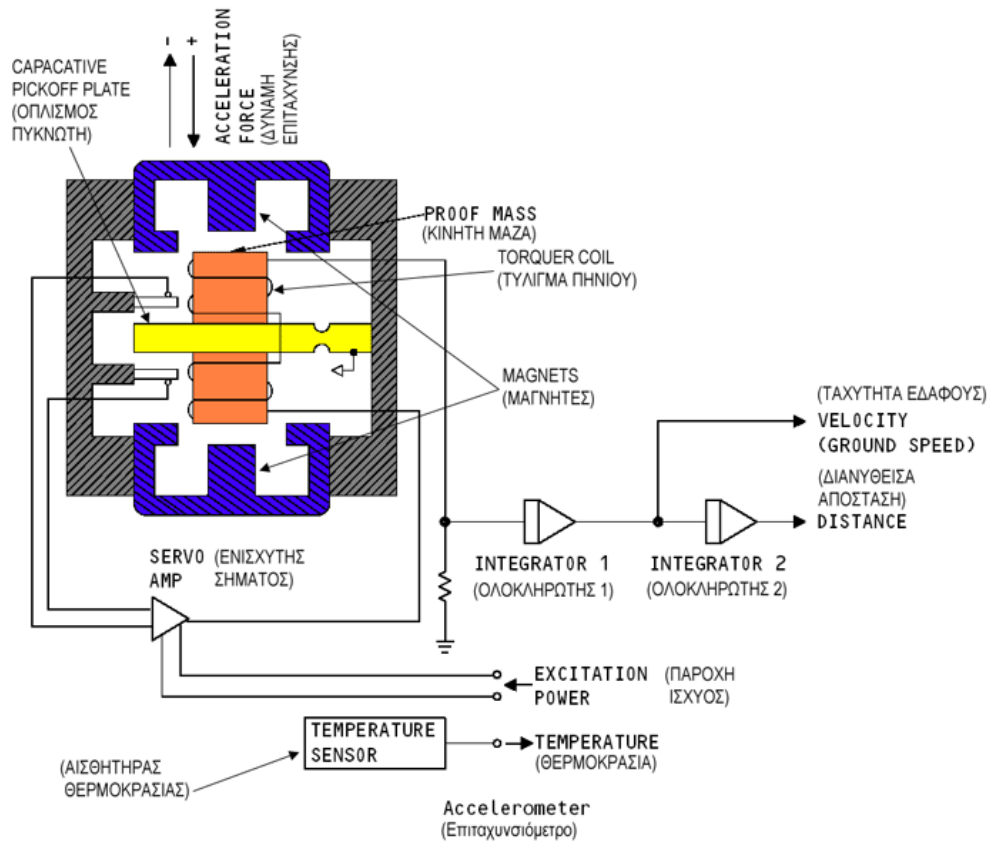 -
+
ACCELERATION
FORCE
(ΔΥΝΑΜΗ
ΕΠΙΤΑΧΥΝΣΗΣ)
CAPACATIVE
PICKOFF PLATE
(ΟΠΛΙΣΜΟΣ
ΠΥΚΝΩΤΗ)
PROOF MASS
(ΚΙΝΗΤΗ ΜΑΖΑ)
TORQUER COIL
(ΤΥΛΙΓΜΑ ΠΗΝΙΟΥ)
MAGNETS
(ΜΑΓΝΗΤΕΣ)
(ΤΑΧΥΤΗΤΑ ΕΔΑΦΟΥΣ)
VELOCITY
(GROUND SPEED)
(ΔΙΑΝΥΘΕΙΣΑ
ΑΠΟΣΤΑΣΗ)
DISTANCE
INTEGRATOR 1
(ΟΛΟΚΛΗΡΩΤΗΣ 1)
INTEGRATOR 2
(ΟΛΟΚΛΗΡΩΤΗΣ 2)
SERVO (ΕΝΙΣΧΥΤΗΣ
AMP ΣΗΜΑΤΟΣ)
EXCITATION (ΠΑΡΟΧΗ
POWER ΙΣΧΥΟΣ)
TEMPERATURE
SENSOR
TEMPERATURE
(ΘΕΡΜΟΚΡΑΣΙΑ)
(ΑΙΣΘΗΤΗΡΑΣ
ΘΕΡΜΟΚΡΑΣΙΑΣ)
Accelerometer
(Επιταχυνσιόμετρο)